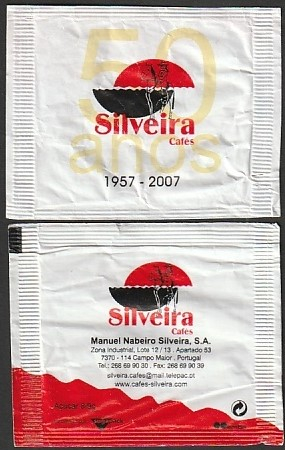 50
anos
Silveira
Cafés
1957 - 2007
Silveira
Cafés
Manuel Nabeiro Silveira, S.A.
Zona Industrial, Lote 12 / 13 . Apartado 53
7370 - 114 Campo Maior . Portugal
Tel.: 268 69 90 30 . Fax: 268 69 90 39
silveira.cafes@mail.telepac.pt
www.cafes-silveira.com